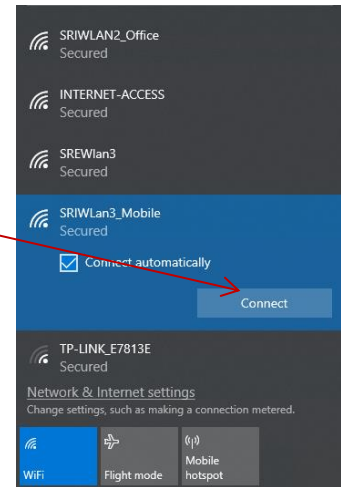 SRIWLAN2_Office
Secured
INTERNET-ACCESS
Secured
SREWlan3
Secured
SRIWLan3_Mobile
Secured
Connect automatically
Connect
TP-LINK_E7813E
Secured
Network & Internet settings
Change settings, such as making a connection metered.
WiFi
Flight mode
Mobile
hotspot